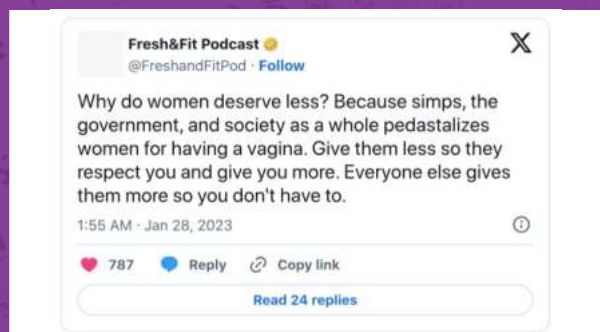 Fresh&Fit Podcast
@FreshandFitPod · Follow
Why do women deserve less? Because simps, the
government, and society as a whole pedastalizes
women for having a vagina. Give them less so they
respect you and give you more. Everyone else gives
them more so you don't have to.
1:55 AM · Jan 28, 2023
787 Reply Copy link
Read 24 replies